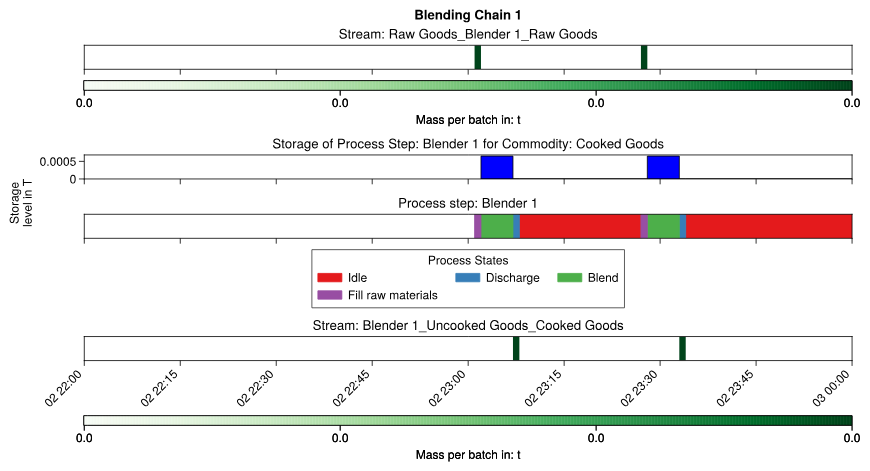 Blending Chain 1
Stream: Raw Goods_Blender 1_Raw Goods
0.0 0.0 0.0 0.0
Mass per batch in: t
Storage of Process Step: Blender 1 for Commodity: Cooked Goods
0.0005
0
Storage
level in T
Process step: Blender 1
Process States
Idle Discharge Blend
Fill raw materials
Stream: Blender 1_Uncooked Goods_Cooked Goods
02 22:00 02 22:15 02 22:30 02 22:45 02 23:00 02 23:15 02 23:30 02 23:45 03 00:00
0.0 0.0 0.0 0.0
Mass per batch in: t